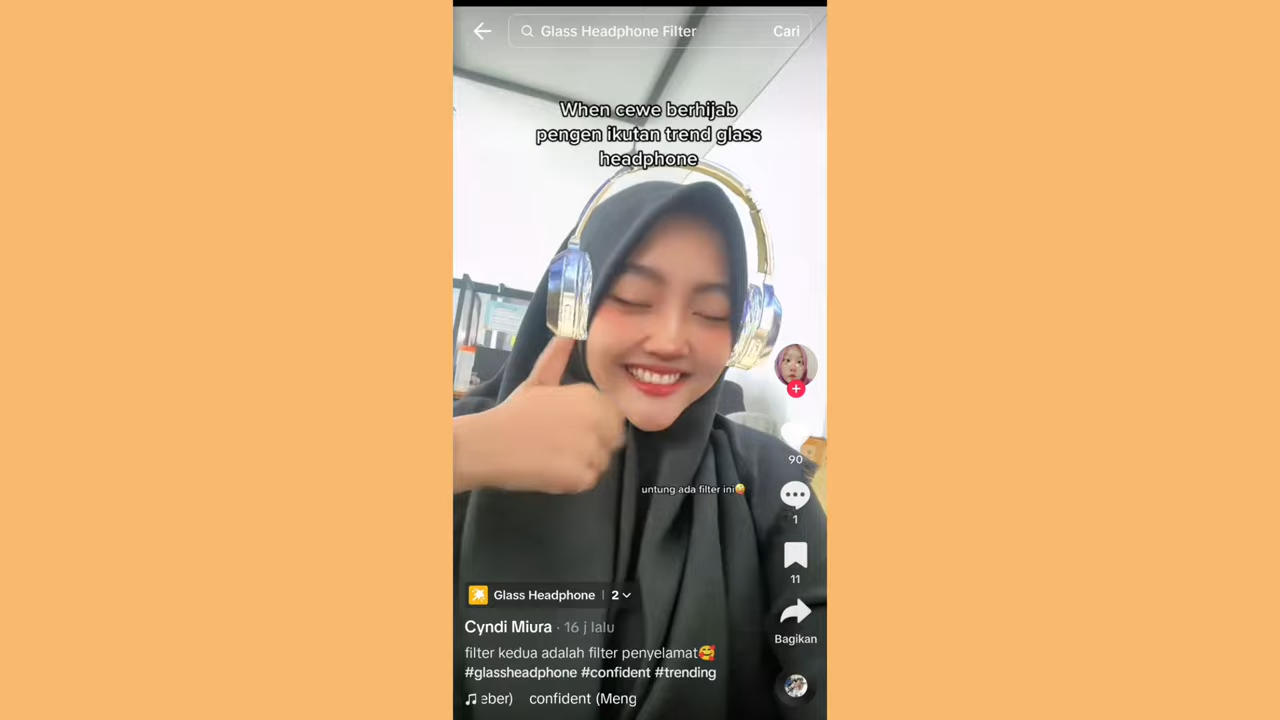 Glass Headphone Filter
Cari
When cewe berhijab
pengen ikutan trend glass
headphone
90
untung ada filter ini🤪
1
11
Glass Headphone | 2
Bagikan
Cyndi Miura · 16 j lalu
filter kedua adalah filter penyelamat🥰
#glassheadphone #confident #trending
eber) confident (Meng